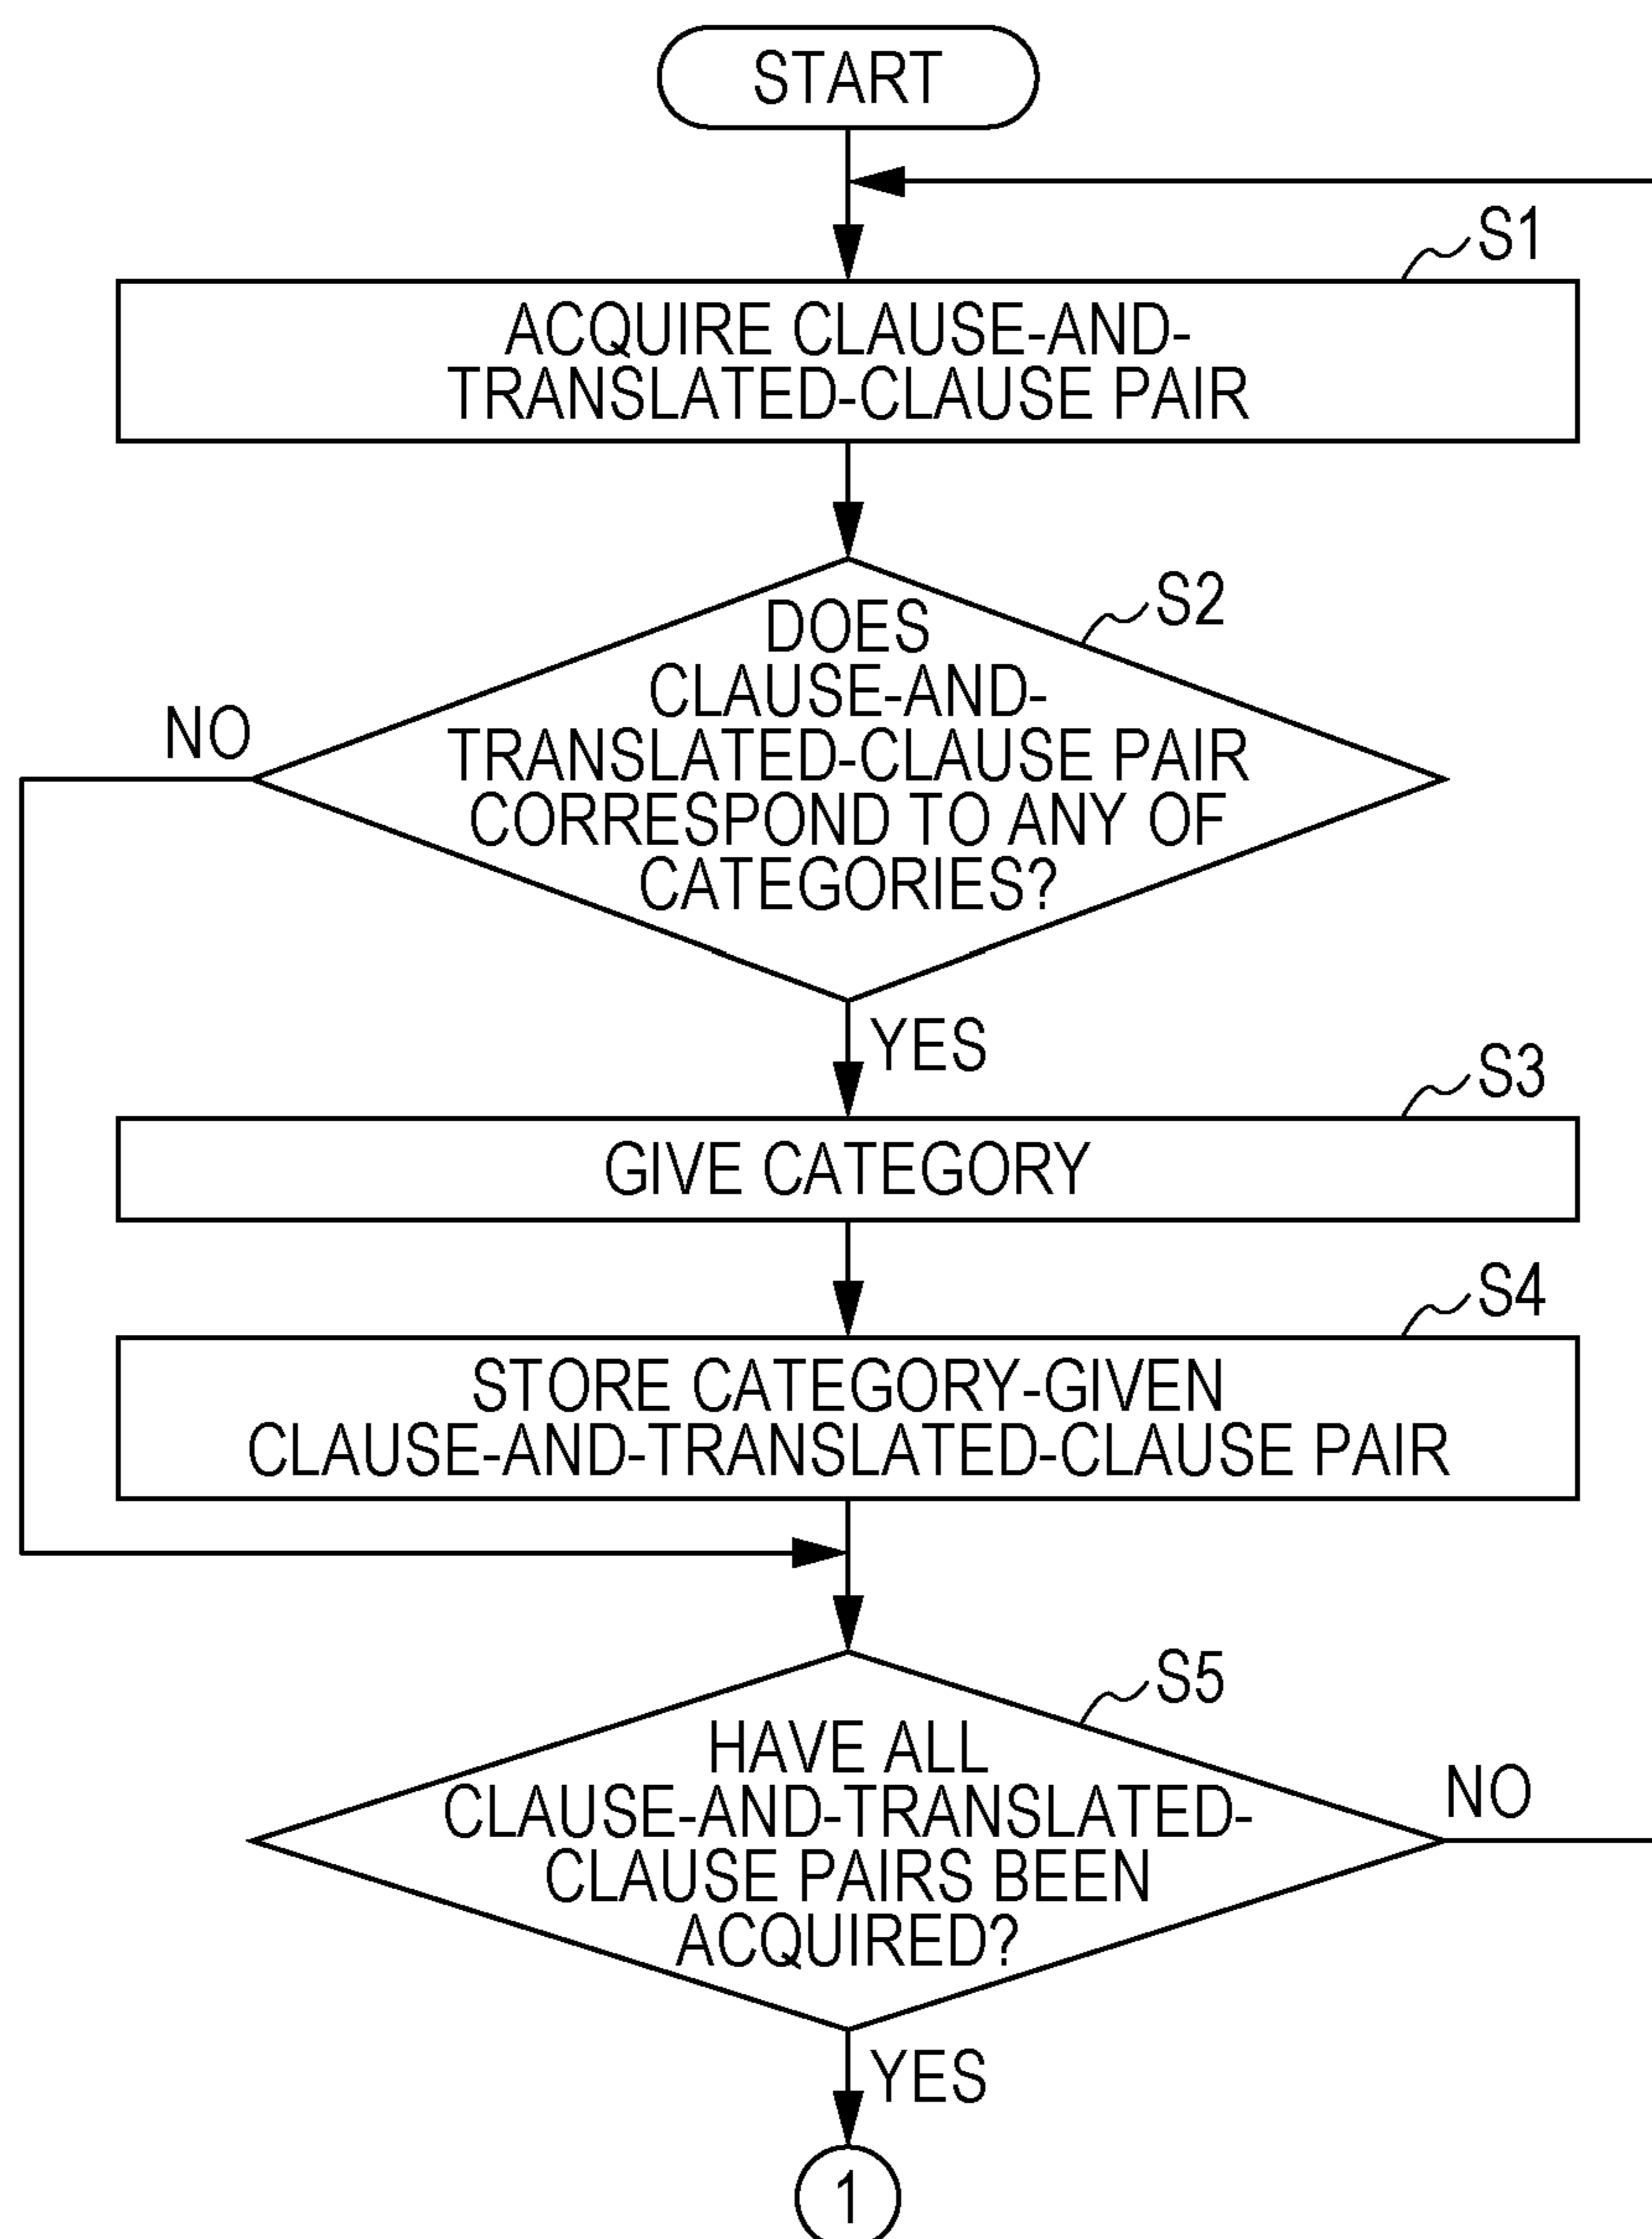 START
S1
ACQUIRE CLAUSE-AND-
TRANSLATED-CLAUSE PAIR
S2
DOES
CLAUSE-AND-
TRANSLATED-CLAUSE PAIR
CORRESPOND TO ANY OF
CATEGORIES?
NO
YES
S3
GIVE CATEGORY
S4
STORE CATEGORY-GIVEN
CLAUSE-AND-TRANSLATED-CLAUSE PAIR
S5
HAVE ALL
CLAUSE-AND-TRANSLATED-
CLAUSE PAIRS BEEN
ACQUIRED?
NO
YES
1